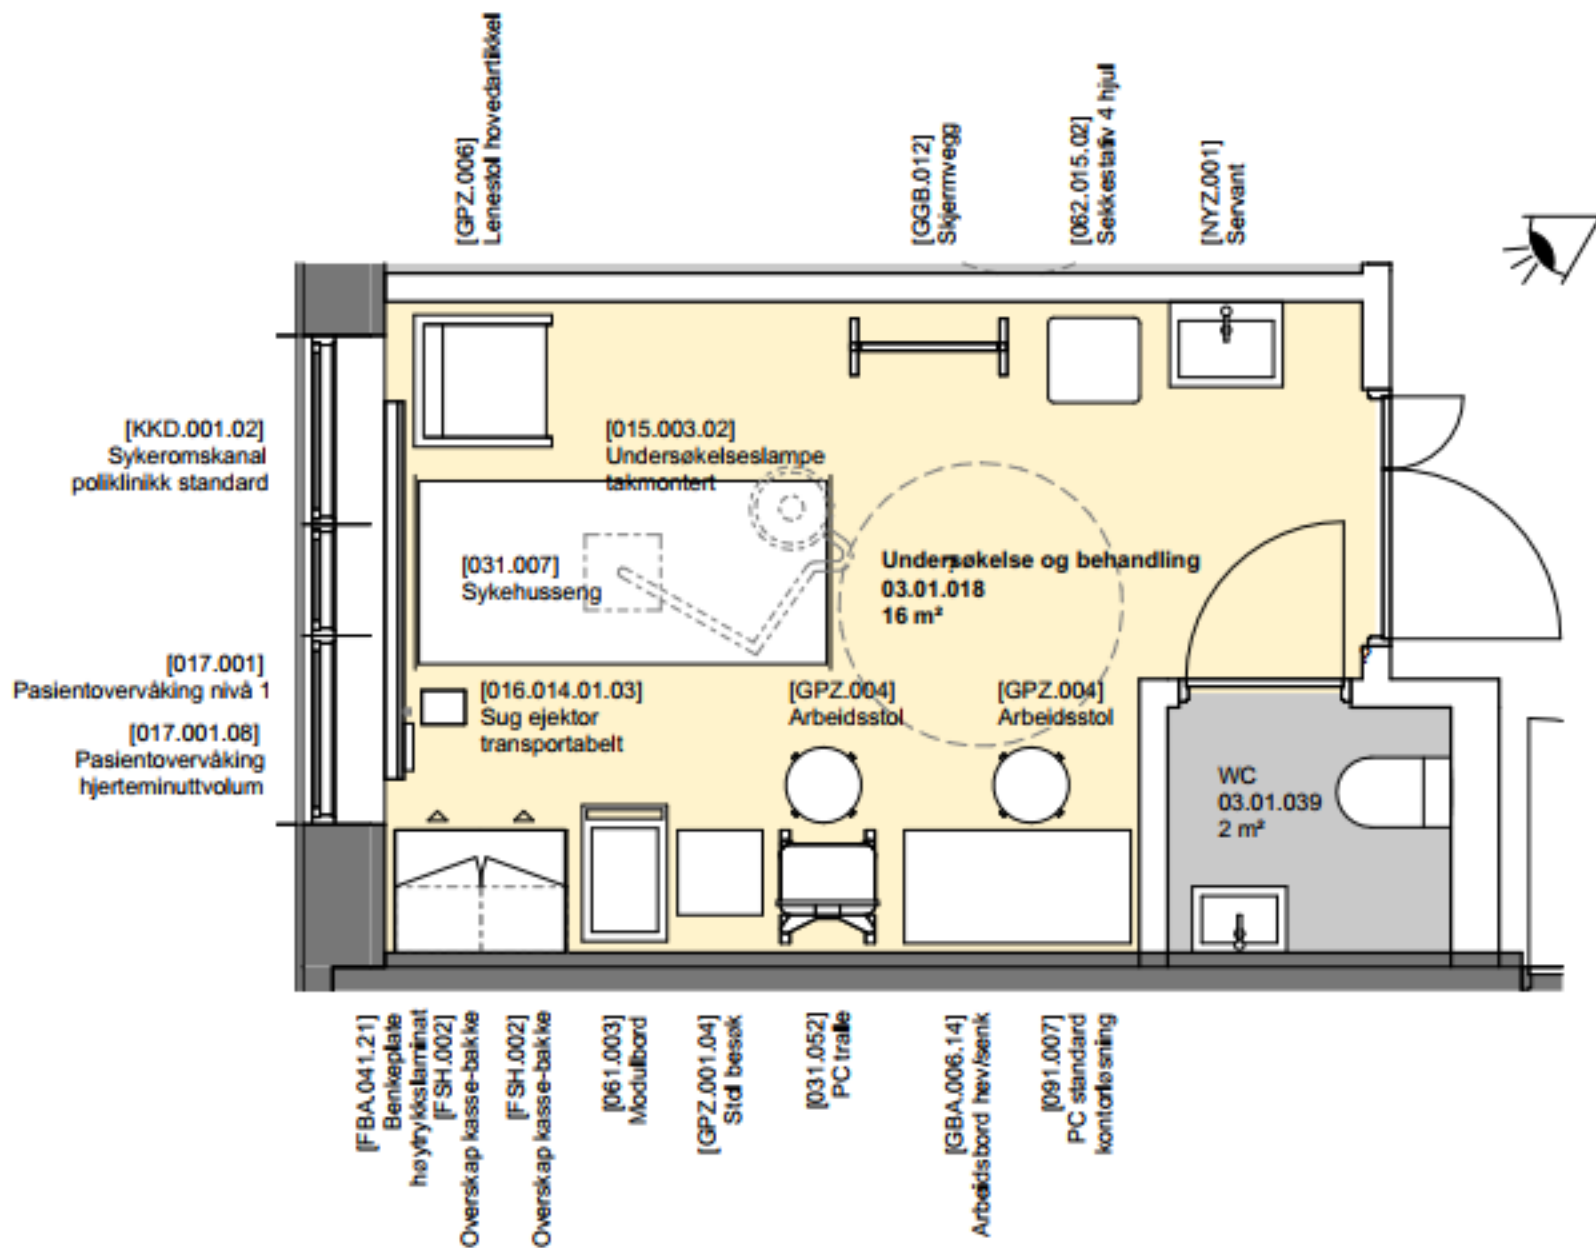 [GPZ.006]
Lenestol hovedartikkel
[GGB.012]
Skjermvegg
[062.015.02]
Sekkestativ 4 hjul
[NYZ.001]
Servant
[KKD.001.02]
Sykeromskanal
poliklinikk standard
[015.003.02]
Undersøkelseslampe
takmontert
[031.007]
Sykehusseng
Undersøkelse og behandling
03.01.018
16 m²
[017.001]
Pasientovervåking nivå 1
[017.001.08]
Pasientovervåking
hjerteminuttvolum
[016.014.01.03]
Sug ejektor
transportabelt
[GPZ.004]
Arbeidsstol
[GPZ.004]
Arbeidsstol
WC
03.01.039
2 m²
[FBA.041.21]
Benkeplate
høytrykkslaminat
[FSH.002]
Overskap kasse-bakke
[FSH.002]
Overskap kasse-bakke
[061.003]
Modulbord
[GPZ.001.04]
Stol besøk
[031.052]
PC tralle
[GBA.006.14]
Arbeidsbord hev/senk
[091.007]
PC standard
kontorløsning